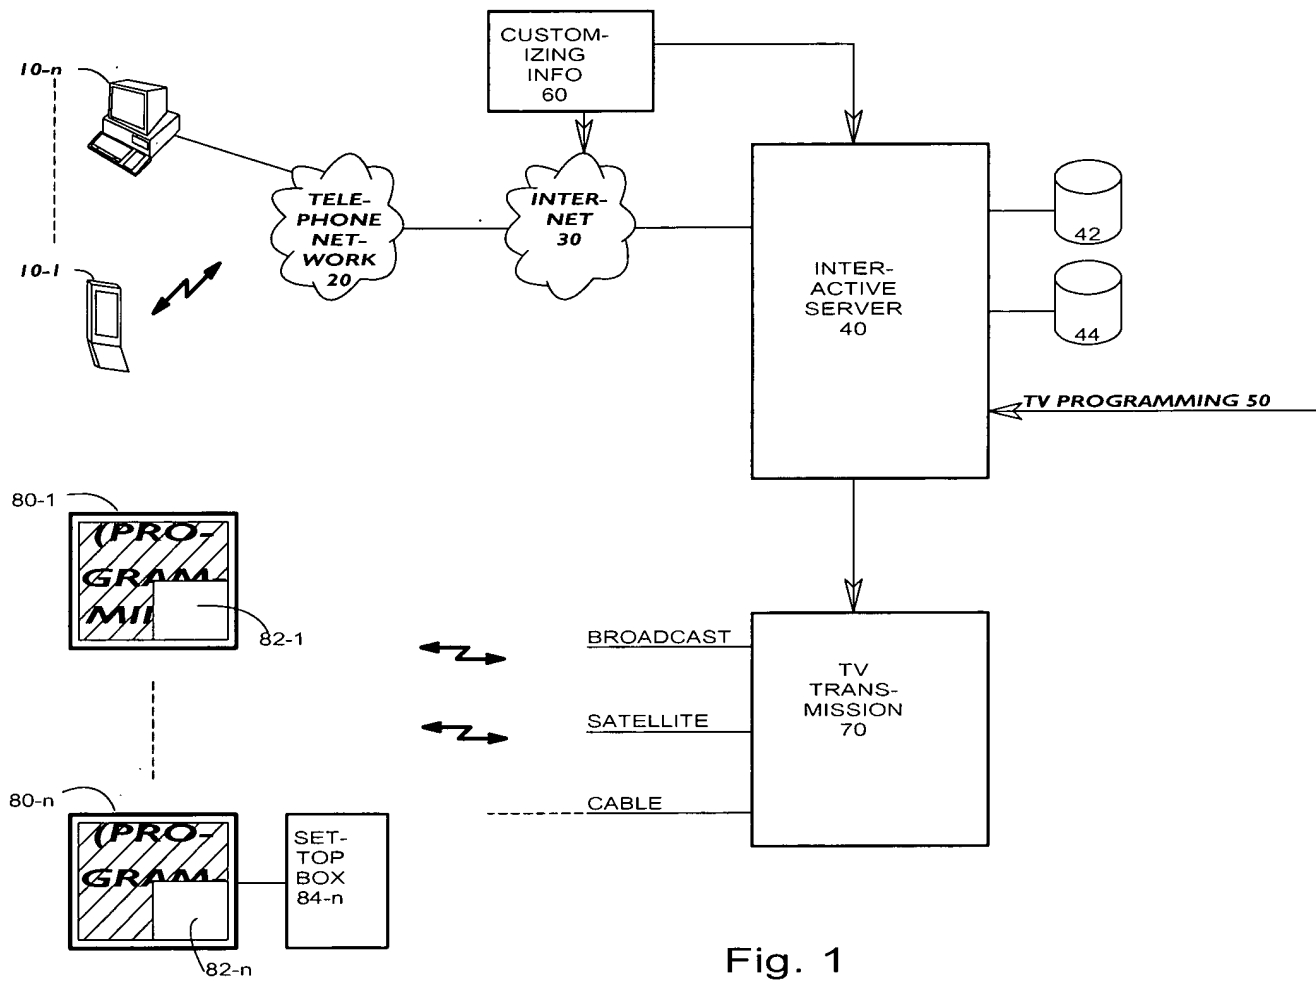 CUSTOM-
IZING
INFO
60
10-n
TELE-
PHONE
NET-
WORK
20
INTER-
NET
30
10-1
INTER-
ACTIVE
SERVER
40
42
44
TV PROGRAMMING 50
80-1
(PRO-
GRAM-
MII
82-1
BROADCAST
SATELLITE
CABLE
TV
TRANS-
MISSION
70
80-n
(PRO-
GRAM-
82-n
SET-
TOP
BOX
84-n
Fig. 1